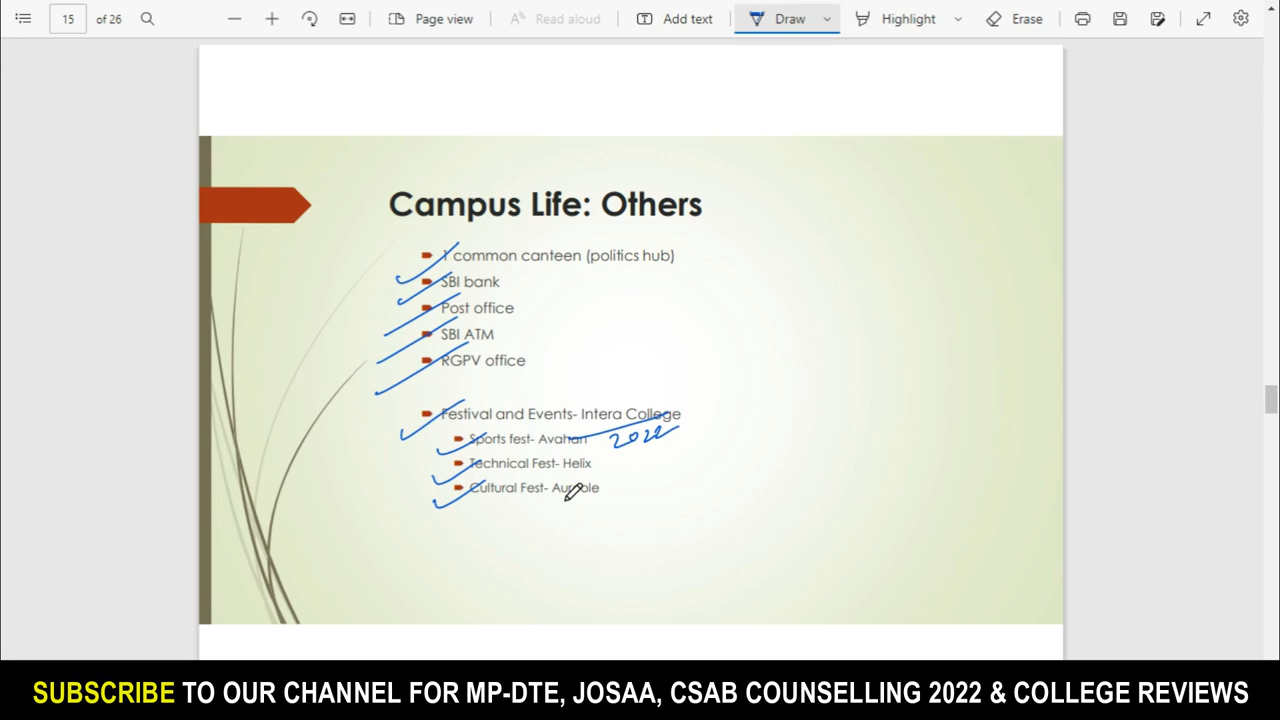 15 of 26 Page view Read aloud Add text Draw Highlight Erase
Campus Life: Others
1 common canteen (politics hub)
SBI bank
Post office
SBI ATM
RGPV office
Festival and Events- Intera College
Sports fest- Avahan
2022
Technical Fest- Helix
Cultural Fest-
SUBSCRIBE TO OUR CHANNEL FOR MP-DTE, JOSAA, CSAB COUNSELLING 2022 & COLLEGE REVIEWS